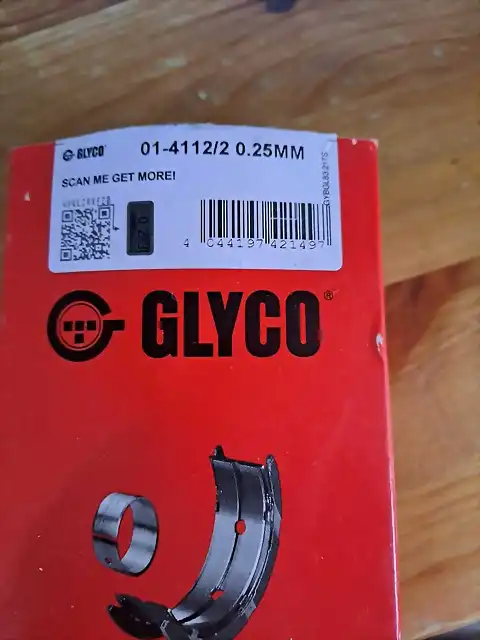 GLYCO
01-4112/2 0.25MM
SCAN ME GET MORE!
4 044197 421497
GLYCO®